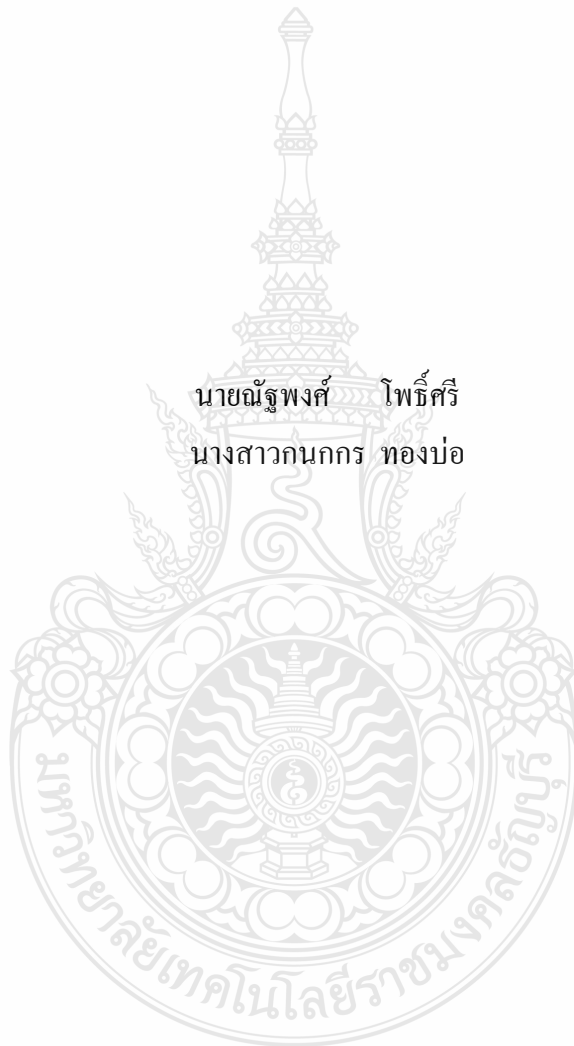 นายณัฐพงศ์ โพธิ์ศรี
นางสาวกนกกร ทองบ่อ
มหาวิทยาลัยเทคโนโลยีราชมงคลธัญบุรี